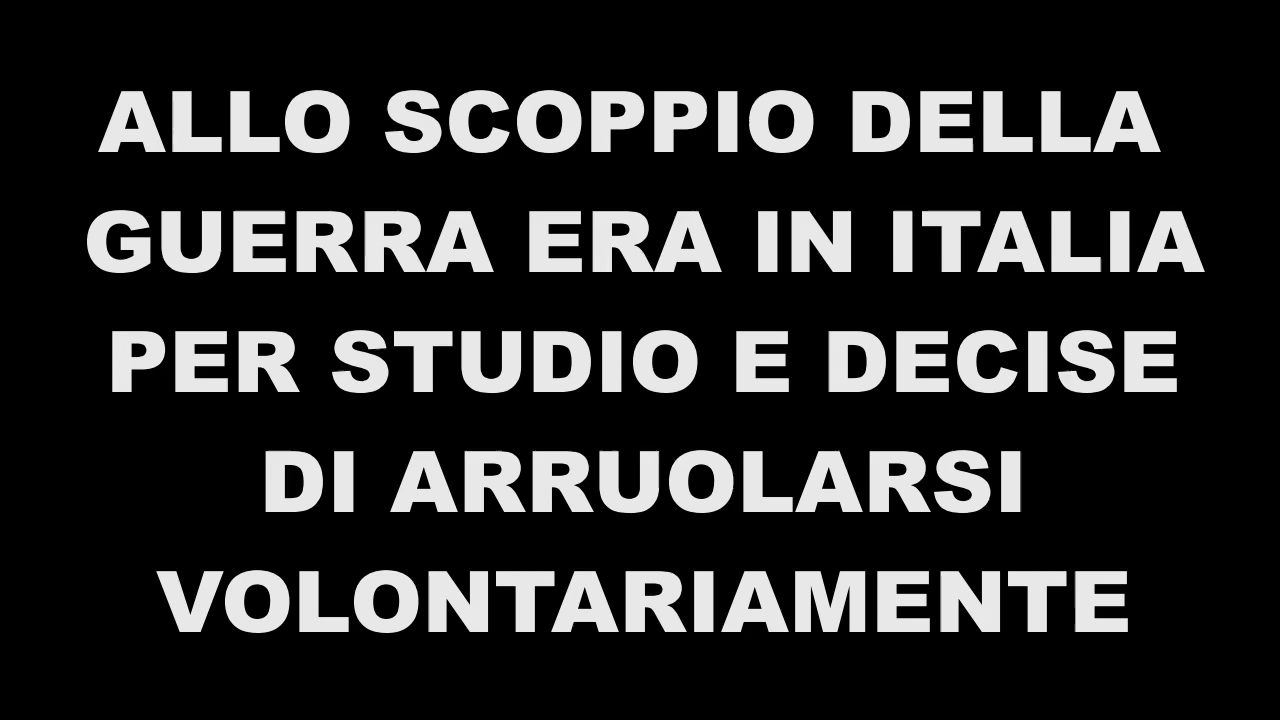 ALLO SCOPPIO DELLA
GUERRA ERA IN ITALIA
PER STUDIO E DECISE
DI ARRUOLARSI
VOLONTARIAMENTE